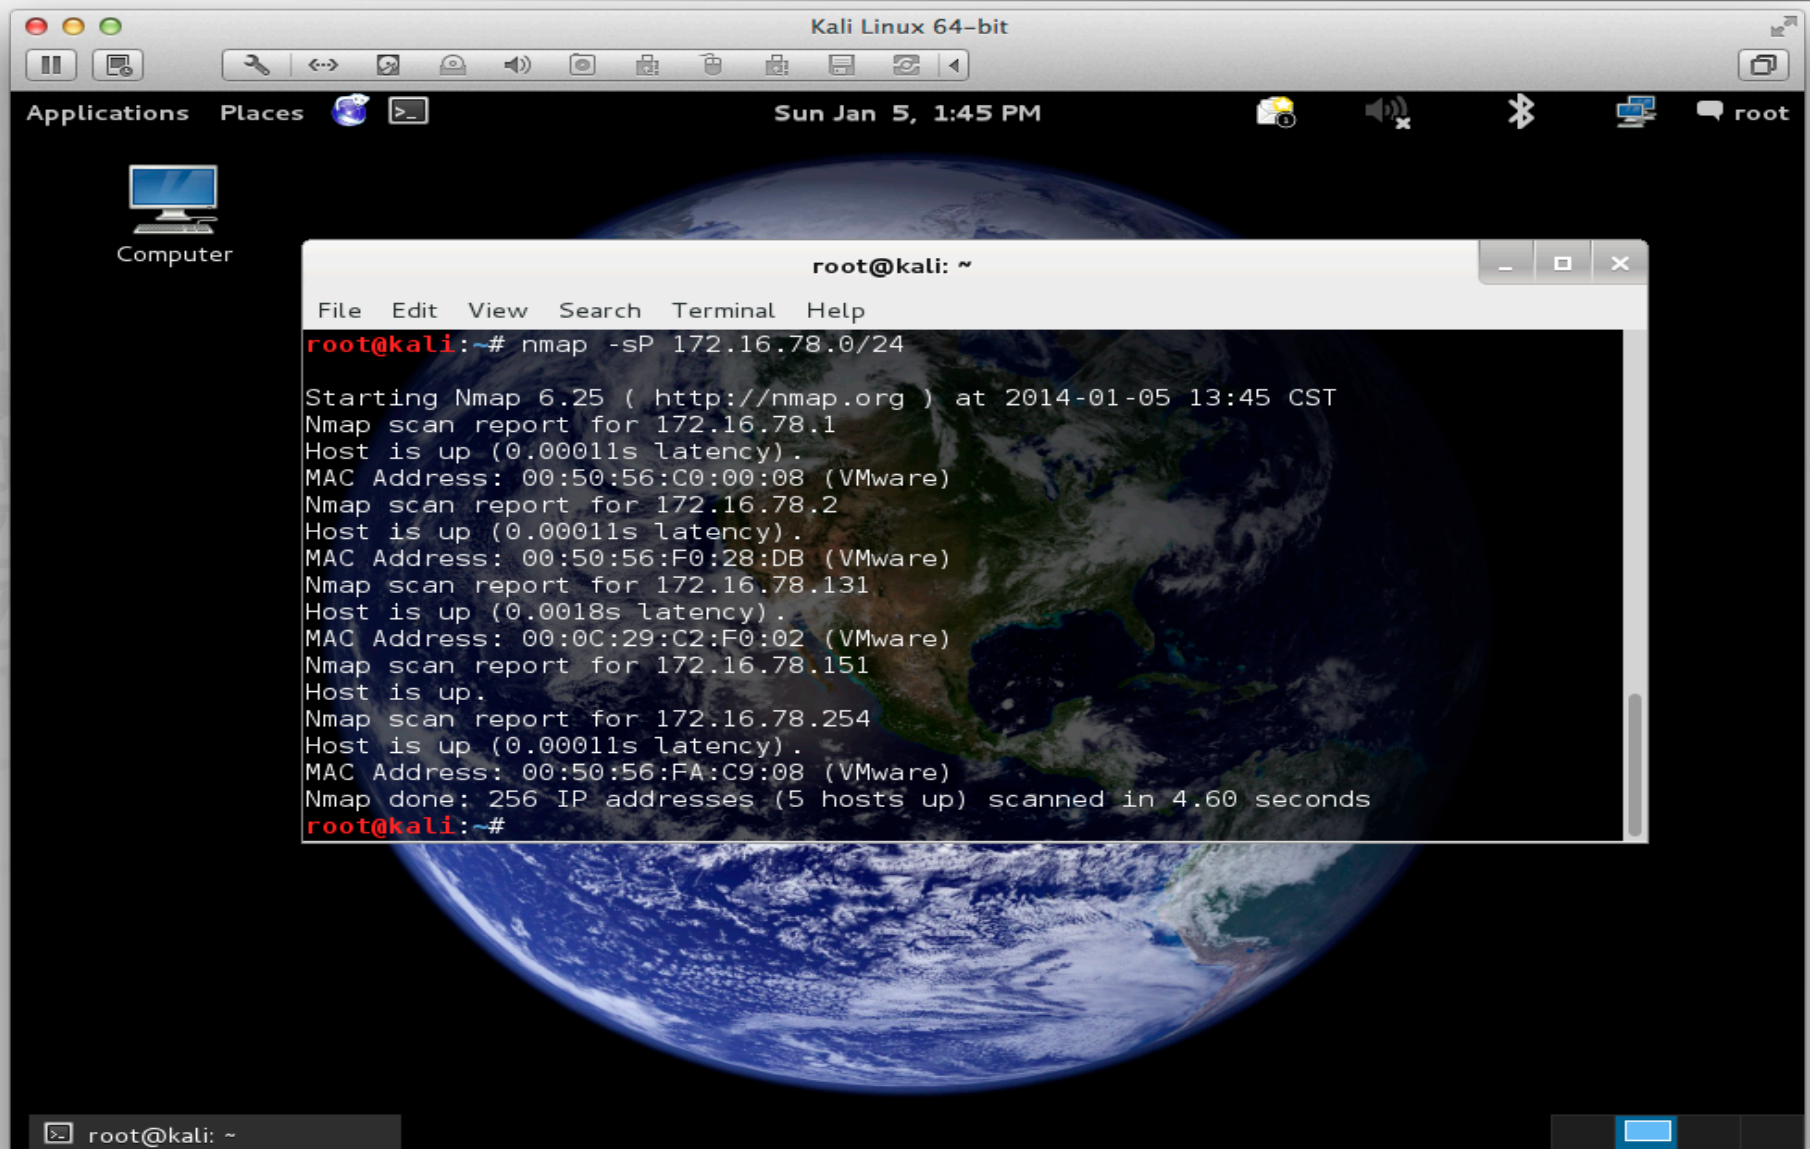 Kali Linux 64-bit
Applications Places Sun Jan 5, 1:45 PM root
Computer
root@kali: ~
File Edit View Search Terminal Help
root@kali:~# nmap -sP 172.16.78.0/24
Starting Nmap 6.25 ( http://nmap.org ) at 2014-01-05 13:45 CST
Nmap scan report for 172.16.78.1
Host is up (0.00011s latency).
MAC Address: 00:50:56:C0:00:08 (VMware)
Nmap scan report for 172.16.78.2
Host is up (0.00011s latency).
MAC Address: 00:50:56:F0:28:DB (VMware)
Nmap scan report for 172.16.78.131
Host is up (0.0018s latency).
MAC Address: 00:0C:29:C2:F0:02 (VMware)
Nmap scan report for 172.16.78.151
Host is up.
Nmap scan report for 172.16.78.254
Host is up (0.00011s latency).
MAC Address: 00:50:56:FA:C9:08 (VMware)
Nmap done: 256 IP addresses (5 hosts up) scanned in 4.60 seconds
root@kali:~#
root@kali: ~